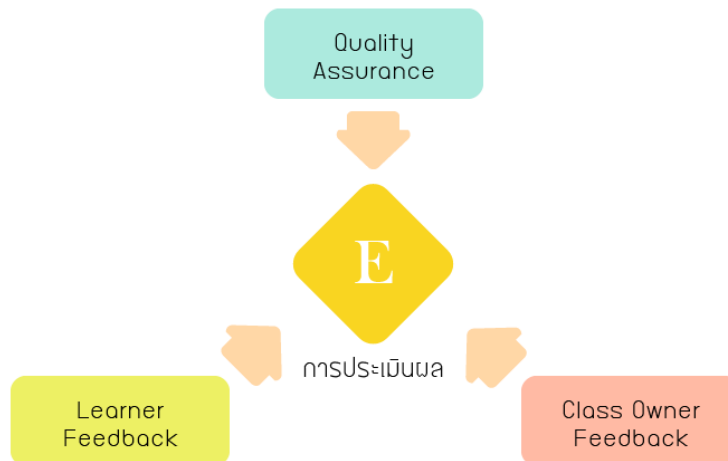 Quality
Assurance
E
การประเมินผล
Learner
Feedback
Class Owner
Feedback